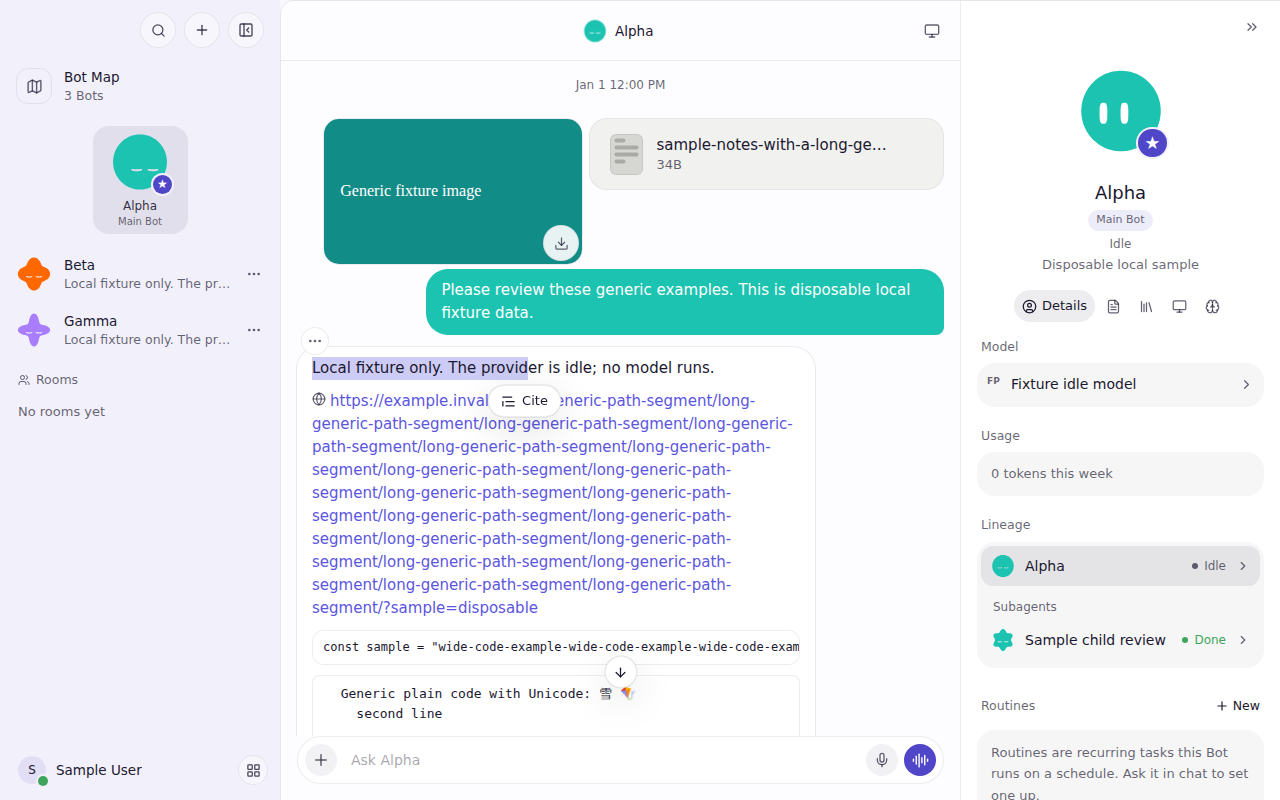 Bot Map
3 Bots
Alpha
Main Bot
Beta
Local fixture only. The pr…
Gamma
Local fixture only. The pr…
Rooms
No rooms yet
S
Sample User
Alpha
Jan 1 12:00 PM
Generic fixture image
sample-notes-with-a-long-ge…
34B
Please review these generic examples. This is disposable local
fixture data.
Local fixture only. The provider is idle; no model runs.
Cite
https://example.inval eneric-path-segment/long-
generic-path-segment/long-generic-path-segment/long-generic-
path-segment/long-generic-path-segment/long-generic-path-
segment/long-generic-path-segment/long-generic-path-
segment/long-generic-path-segment/long-generic-path-
segment/long-generic-path-segment/long-generic-path-
segment/long-generic-path-segment/long-generic-path-
segment/long-generic-path-segment/long-generic-path-
segment/long-generic-path-segment/long-generic-path-
segment/?sample=disposable
const sample = "wide-code-example-wide-code-example-wide-code-exam
Generic plain code with Unicode: 雪 🪁
second line
Ask Alpha
Alpha
Main Bot
Idle
Disposable local sample
Details
Model
FP Fixture idle model
Usage
0 tokens this week
Lineage
Alpha Idle
Subagents
Sample child review Done
Routines
New
Routines are recurring tasks this Bot
runs on a schedule. Ask it in chat to set
one up.